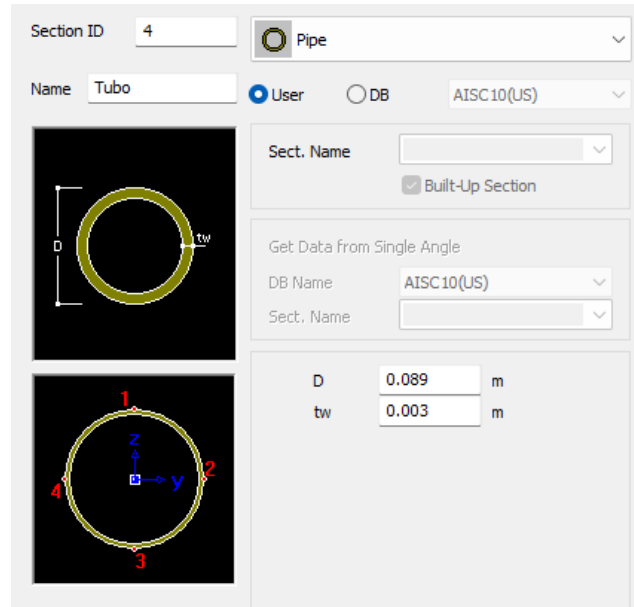 Section ID 4 Pipe
Name Tubo User DB AISC10(US)
Sect. Name
Built-Up Section
D tw
Get Data from Single Angle
DB Name AISC10(US)
Sect. Name
D 0.089 m
tw 0.003 m
1
z
y 2
4
3